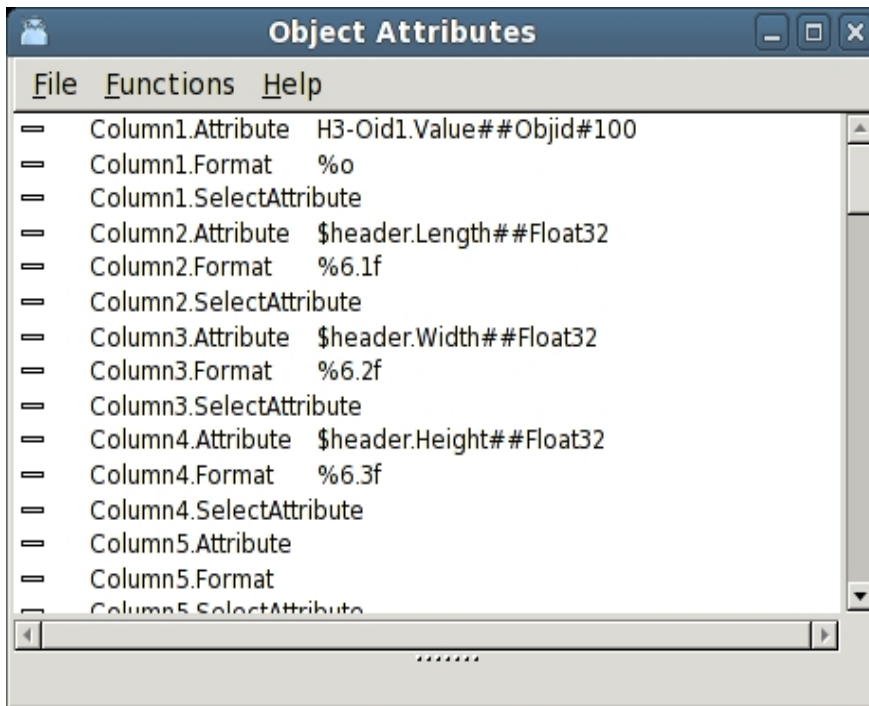 Object Attributes
File Functions Help
Column1.Attribute H3-Oid1.Value##Objid#100
Column1.Format %o
Column1.SelectAttribute
Column2.Attribute $header.Length##Float32
Column2.Format %6.1f
Column2.SelectAttribute
Column3.Attribute $header.Width##Float32
Column3.Format %6.2f
Column3.SelectAttribute
Column4.Attribute $header.Height##Float32
Column4.Format %6.3f
Column4.SelectAttribute
Column5.Attribute
Column5.Format
Column5.SelectAttribute